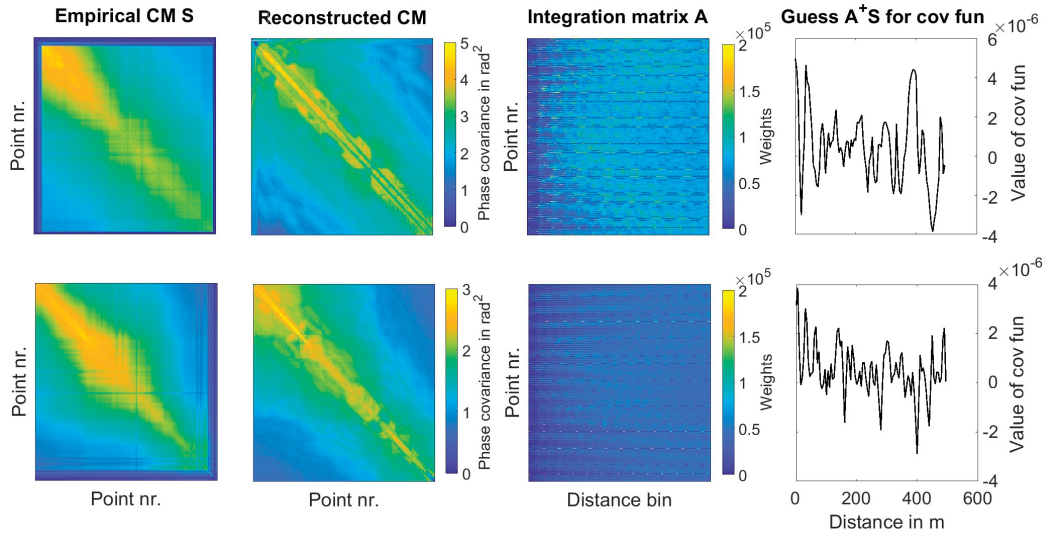 Empirical CM S
Reconstructed CM
Integration matrix A
Guess A+S for cov fun
Point nr.
5
4
3
2
1
0
Phase covariance in rad2
Point nr.
×105
2
1.5
1
0.5
0
Weights
×10-6
6
4
2
0
-2
-4
Value of cov fun
Point nr.
Point nr.
Point nr.
3
2
1
0
Phase covariance in rad2
Point nr.
Distance bin
×105
2
1.5
1
0.5
0
Weights
×10-6
4
2
0
-2
-4
Value of cov fun
0 200 400 600
Distance in m